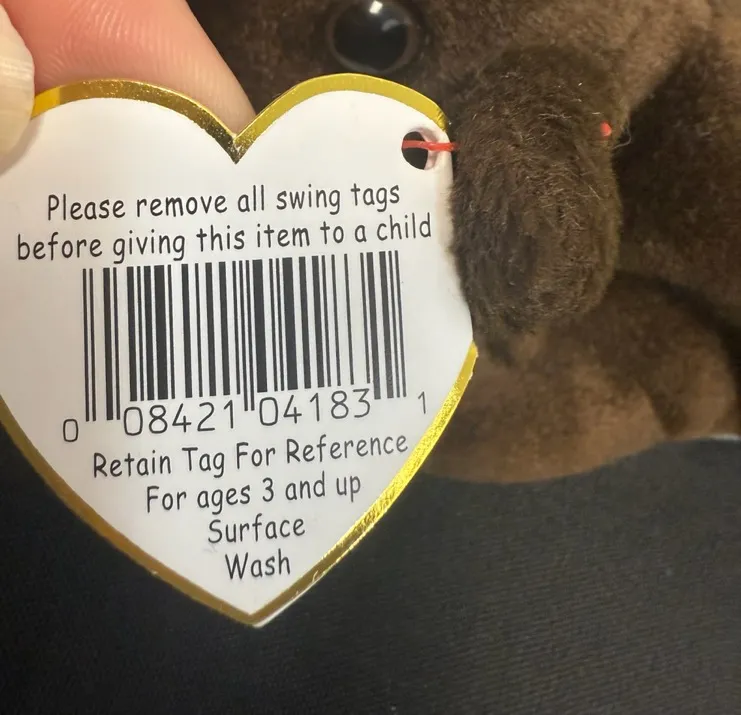 Please remove all swing tags
before giving this item to a child
0 08421 04183 1
Retain Tag For Reference
For ages 3 and up
Surface
Wash